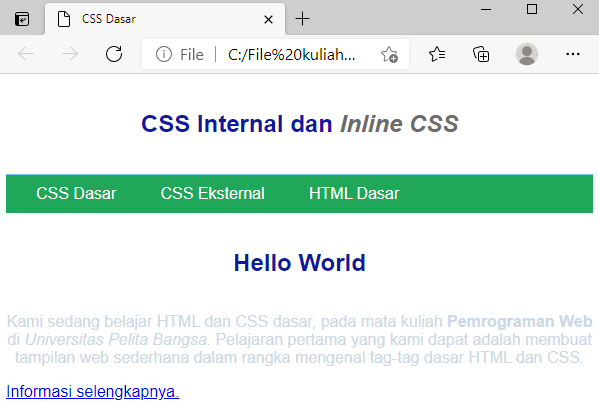 CSS Dasar
File C:/File%20kuliah...
CSS Internal dan Inline CSS
CSS Dasar CSS Eksternal HTML Dasar
Hello World
Kami sedang belajar HTML dan CSS dasar, pada mata kuliah Pemrograman Web
di Universitas Pelita Bangsa. Pelajaran pertama yang kami dapat adalah membuat
tampilan web sederhana dalam rangka mengenal tag-tag dasar HTML dan CSS.
Informasi selengkapnya.